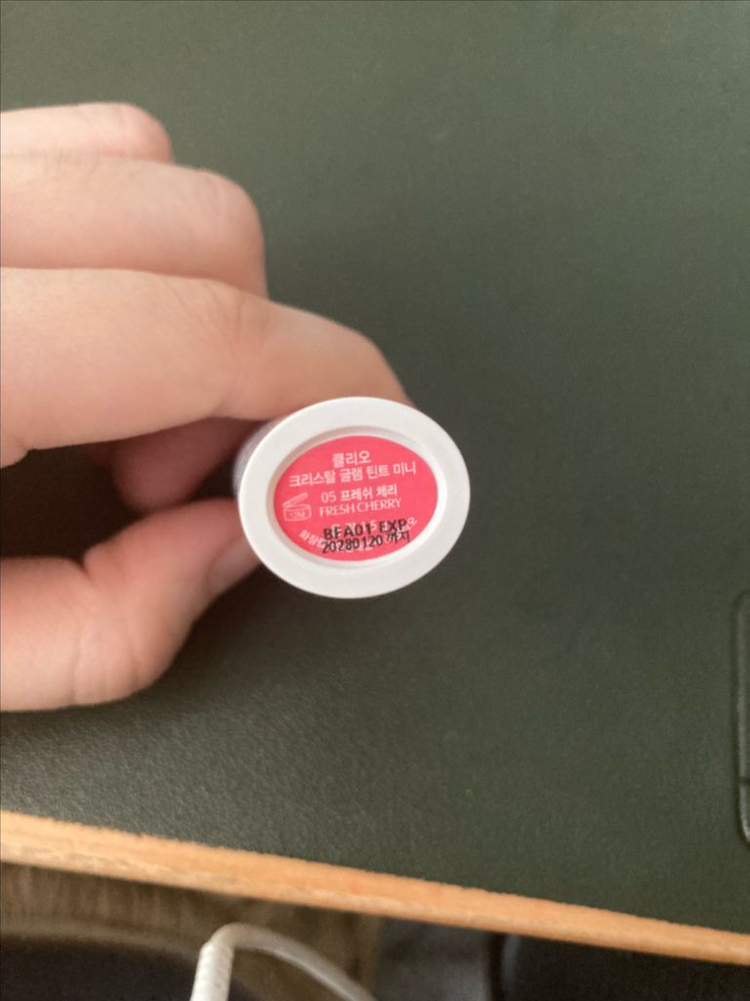 클리오
크리스탈 글램 틴트 미니
05 프레쉬 체리
FRESH CHERRY
BFA01 EXP
20280120 까지